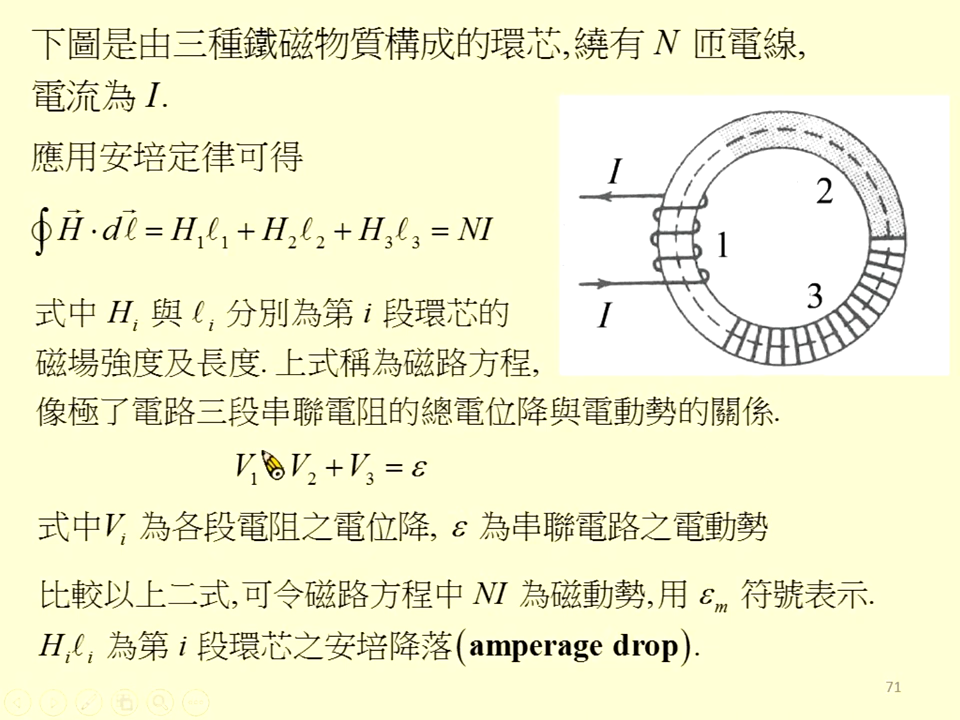 下圖是由三種鐵磁物質構成的環芯,繞有 N 匝電線,
電流為 I.
應用安培定律可得
∮H⃗·dℓ⃗ = H₁ℓ₁ + H₂ℓ₂ + H₃ℓ₃ = NI
式中 Hᵢ 與 ℓᵢ 分別為第 i 段環芯的
磁場強度及長度. 上式稱為磁路方程,
像極了電路三段串聯電阻的總電位降與電動勢的關係.
V₁ V₂ + V₃ = ε
式中Vᵢ 為各段電阻之電位降, ε 為串聯電路之電動勢
比較以上二式,可令磁路方程中 NI 為磁動勢,用 εₘ 符號表示.
Hᵢℓᵢ 為第 i 段環芯之安培降落(amperage drop).
I
2
1
3
I
71